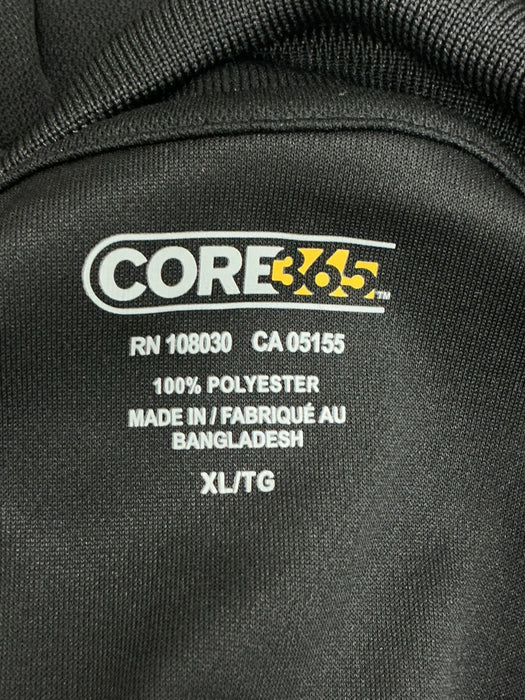 CORE365™
RN 108030 CA 05155
100% POLYESTER
MADE IN / FABRIQUÉ AU
BANGLADESH
XL/TG